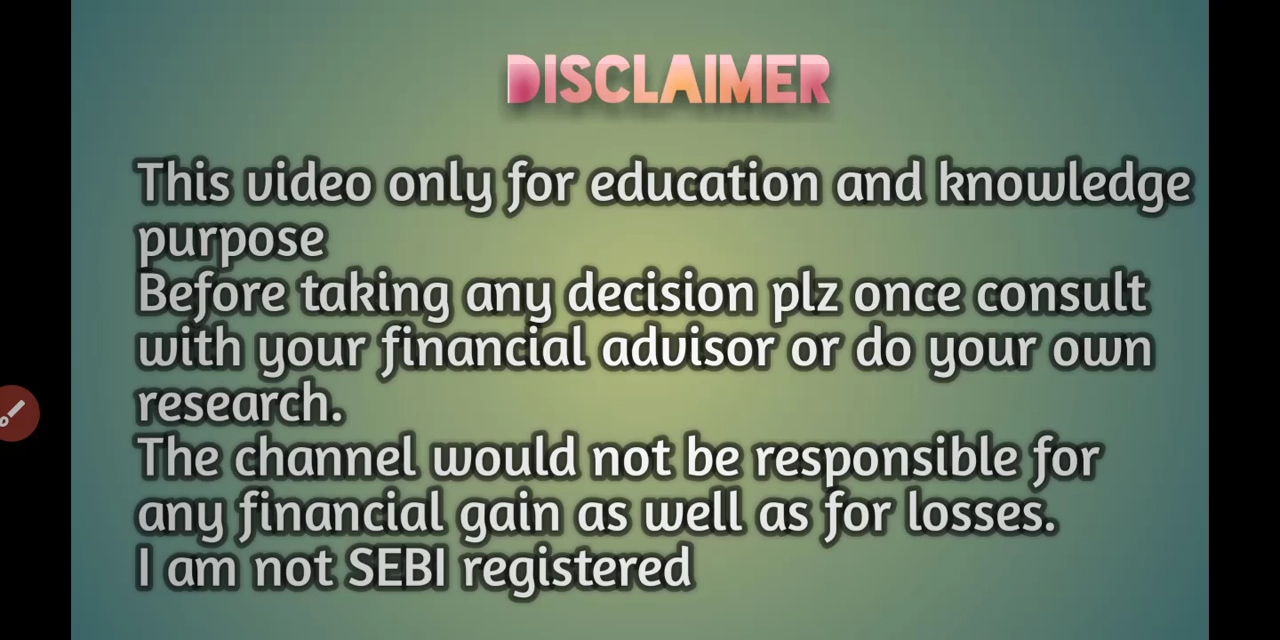 DISCLAIMER
This video only for education and knowledge
purpose
Before taking any decision plz once consult
with your financial advisor or do your own
research.
The channel would not be responsible for
any financial gain as well as for losses.
I am not SEBI registered